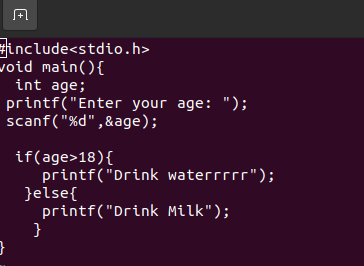 #include<stdio.h>
void main(){
  int age;
 printf("Enter your age: ");
 scanf("%d",&age);

  if(age>18){
     printf("Drink waterrrrr");
   }else{
     printf("Drink Milk");
    }
}